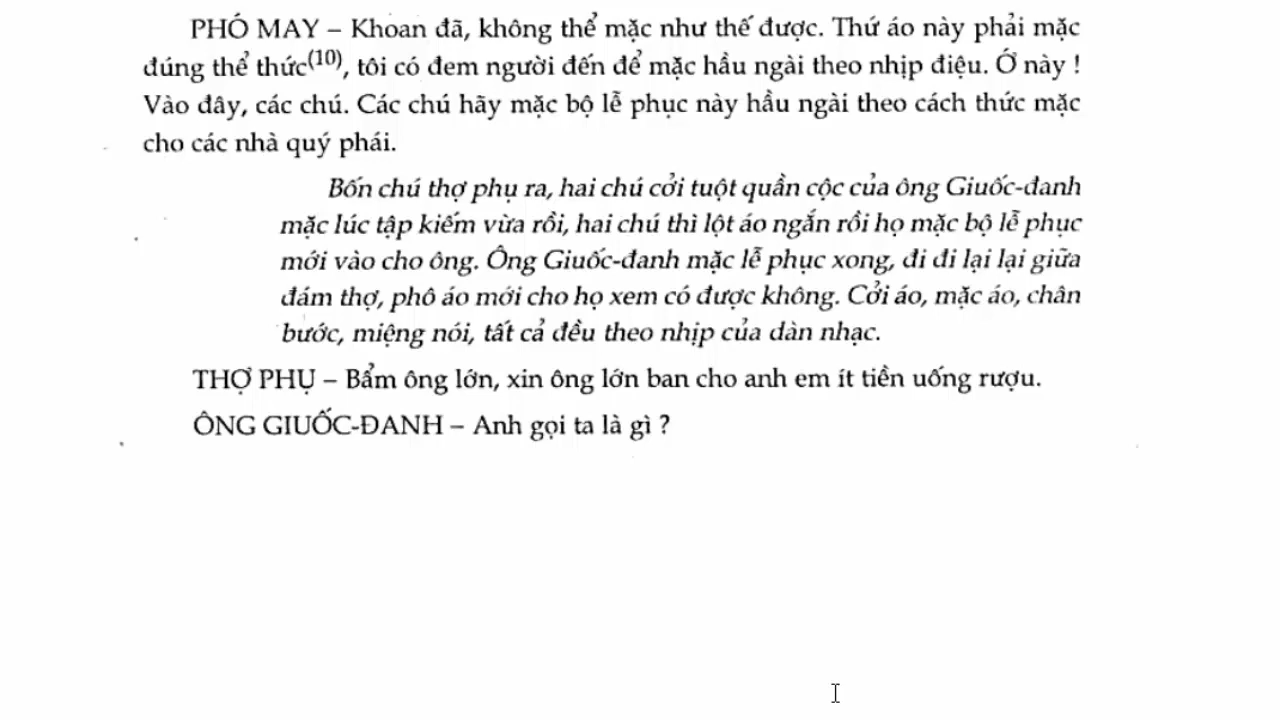 PHÓ MAY – Khoan đã, không thể mặc như thế được. Thứ áo này phải mặc
đúng thể thức(10), tôi có đem người đến để mặc hầu ngài theo nhịp điệu. Ơ này !
Vào đây, các chú. Các chú hãy mặc bộ lễ phục này hầu ngài theo cách thức mặc
cho các nhà quý phái.
Bốn chú thợ phụ ra, hai chú cởi tuột quần cộc của ông Giuốc-đanh
mặc lúc tập kiếm vừa rồi, hai chú thì lột áo ngắn rồi họ mặc bộ lễ phục
mới vào cho ông. Ông Giuốc-đanh mặc lễ phục xong, đi đi lại lại giữa
đám thợ, phô áo mới cho họ xem có được không. Cởi áo, mặc áo, chân
bước, miệng nói, tất cả đều theo nhịp của dàn nhạc.
THỢ PHỤ – Bẩm ông lớn, xin ông lớn ban cho anh em ít tiền uống rượu.
ÔNG GIUỐC-ĐANH – Anh gọi ta là gì ?